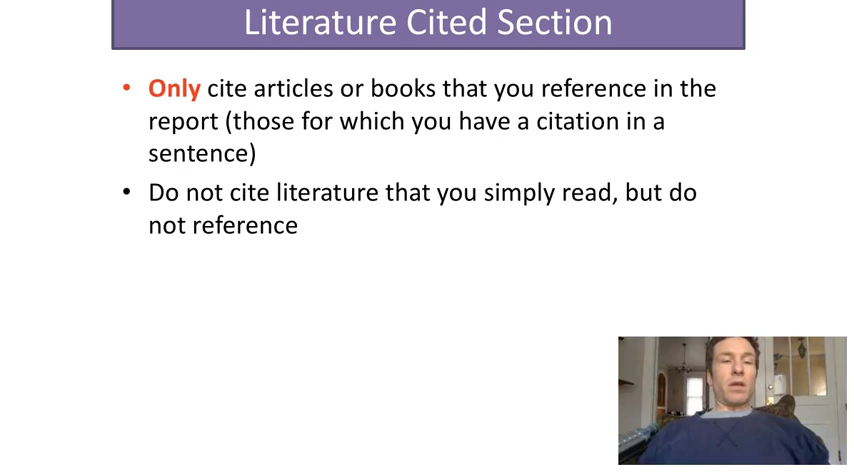 Literature Cited Section
• Only cite articles or books that you reference in the
report (those for which you have a citation in a
sentence)
• Do not cite literature that you simply read, but do
not reference